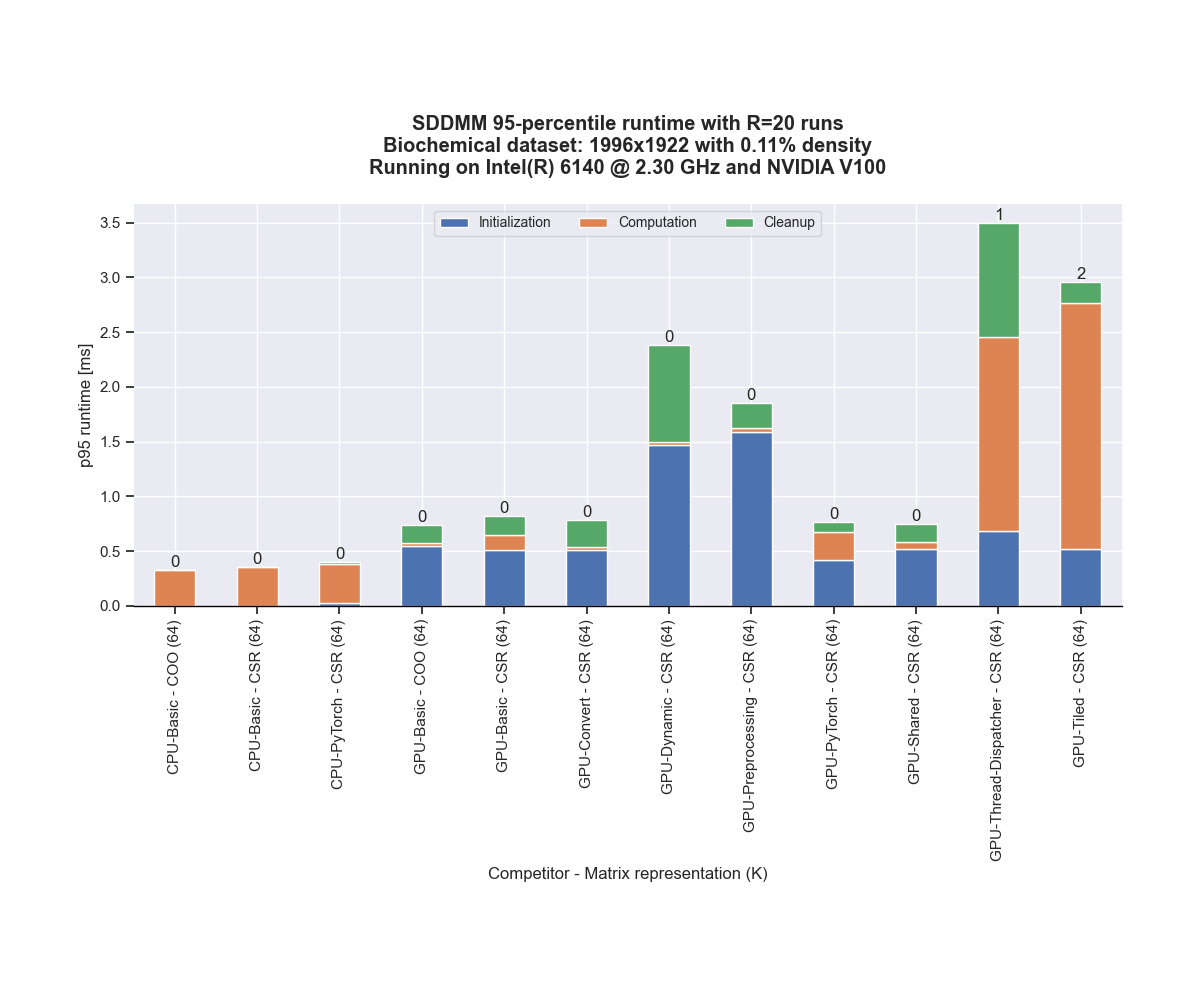 SDDMM 95-percentile runtime with R=20 runs
Biochemical dataset: 1996x1922 with 0.11% density
Running on Intel(R) 6140 @ 2.30 GHz and NVIDIA V100
Initialization
Computation
Cleanup
p95 runtime [ms]
3.5
3.0
2.5
2.0
1.5
1.0
0.5
0.0
0
0
0
0
0
0
0
0
0
0
1
2
CPU-Basic - COO (64)
CPU-Basic - CSR (64)
CPU-PyTorch - CSR (64)
GPU-Basic - COO (64)
GPU-Basic - CSR (64)
GPU-Convert - CSR (64)
GPU-Dynamic - CSR (64)
GPU-Preprocessing - CSR (64)
GPU-PyTorch - CSR (64)
GPU-Shared - CSR (64)
GPU-Thread-Dispatcher - CSR (64)
GPU-Tiled - CSR (64)
Competitor - Matrix representation (K)